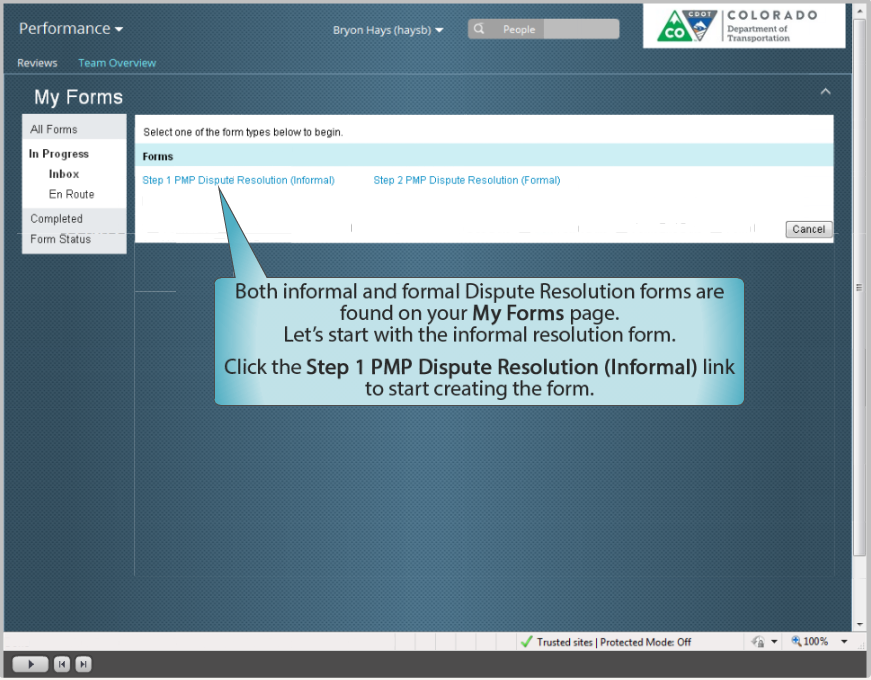 Performance
Bryon Hays (haysb)
People
CDOT
CO
COLORADO
Department of
Transportation
Reviews
Team Overview
My Forms
All Forms
In Progress
Inbox
En Route
Completed
Form Status
Select one of the form types below to begin.
Forms
Step 1 PMP Dispute Resolution (Informal)
Step 2 PMP Dispute Resolution (Formal)
Cancel
Both informal and formal Dispute Resolution forms are
found on your My Forms page.
Let's start with the informal resolution form.
Click the Step 1 PMP Dispute Resolution (Informal) link
to start creating the form.
Trusted sites | Protected Mode: Off
100%